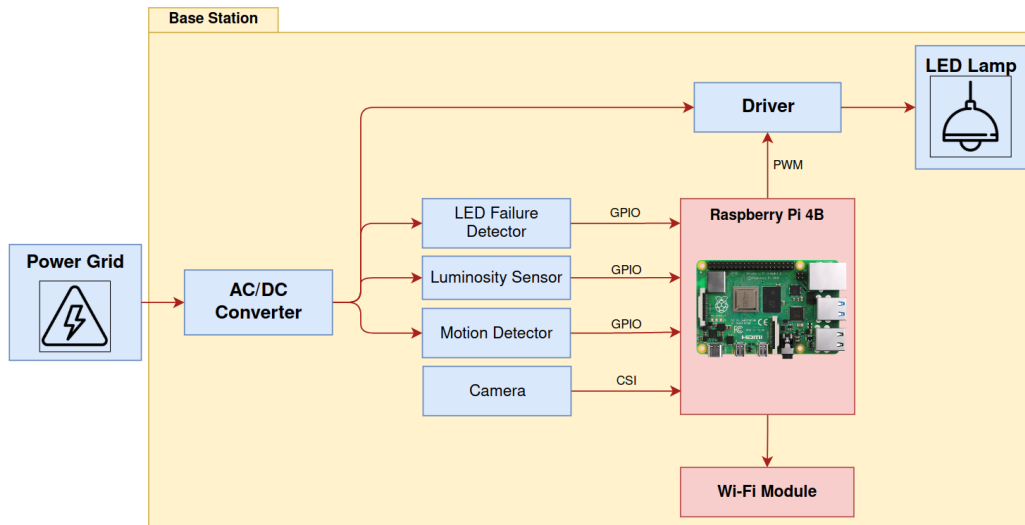 Base Station
LED Lamp
Driver
PWM
LED Failure
Detector
GPIO
Raspberry Pi 4B
Power Grid
AC/DC
Converter
Luminosity Sensor
GPIO
Motion Detector
GPIO
HDMI
Camera
CSI
Wi-Fi Module